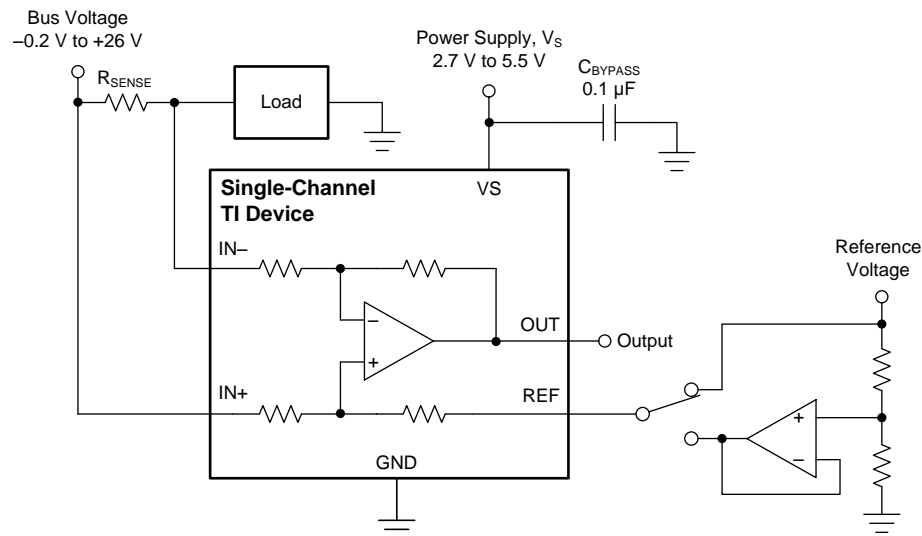 Bus Voltage
–0.2 V to +26 V
RSENSE
Load
Power Supply, VS
2.7 V to 5.5 V
CBYPASS
0.1 µF
Single-Channel
TI Device
VS
IN–
–
+
OUT
Output
IN+
REF
GND
Reference
Voltage
+
–